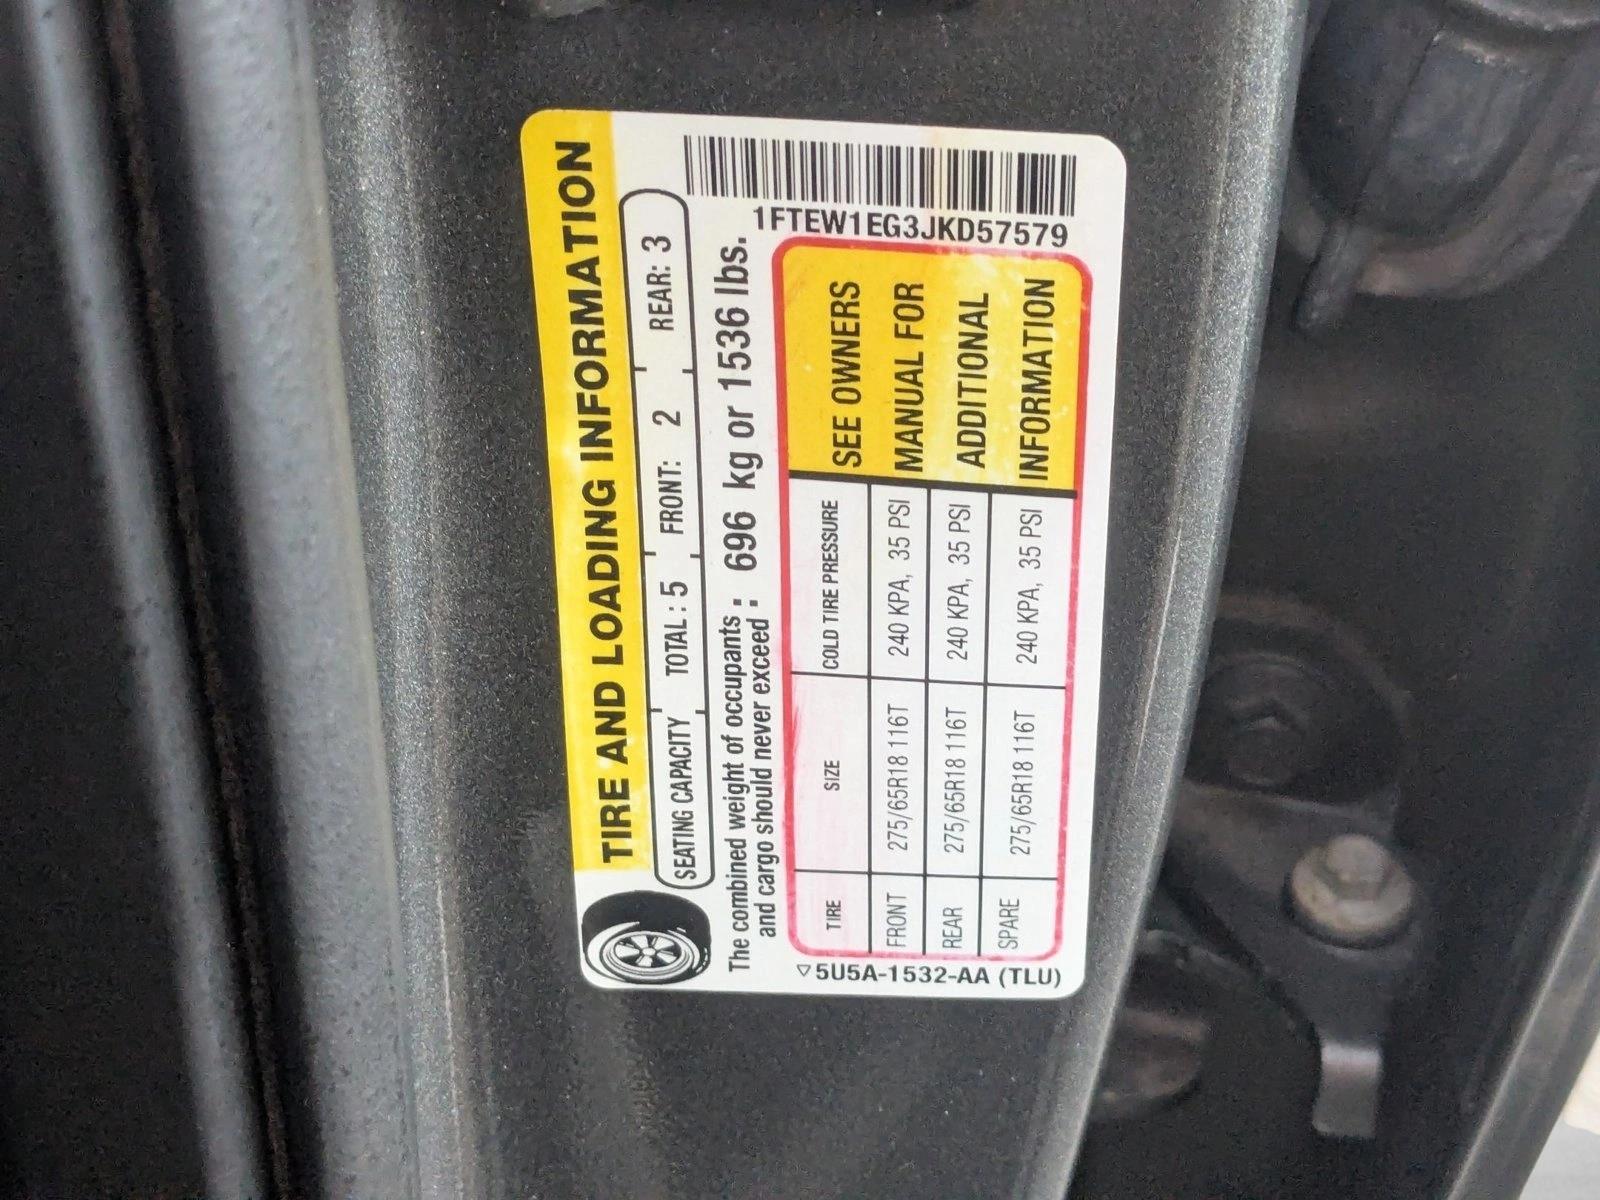 TIRE AND LOADING INFORMATION
SEATING CAPACITY TOTAL : 5 FRONT: 2 REAR: 3
The combined weight of occupants : 696 kg or 1536 lbs.
and cargo should never exceed :
1FTEW1EG3JKD57579
TIRE SIZE COLD TIRE PRESSURE
FRONT 275/65R18 116T 240 KPA, 35 PSI
REAR 275/65R18 116T 240 KPA, 35 PSI
SPARE 275/65R18 116T 240 KPA, 35 PSI
SEE OWNERS
MANUAL FOR
ADDITIONAL
INFORMATION
▽5U5A-1532-AA (TLU)